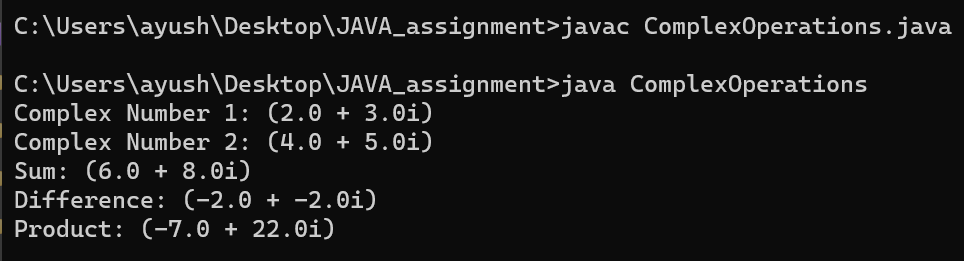 C:\Users\ayush\Desktop\JAVA_assignment>javac ComplexOperations.java
C:\Users\ayush\Desktop\JAVA_assignment>java ComplexOperations
Complex Number 1: (2.0 + 3.0i)
Complex Number 2: (4.0 + 5.0i)
Sum: (6.0 + 8.0i)
Difference: (-2.0 + -2.0i)
Product: (-7.0 + 22.0i)